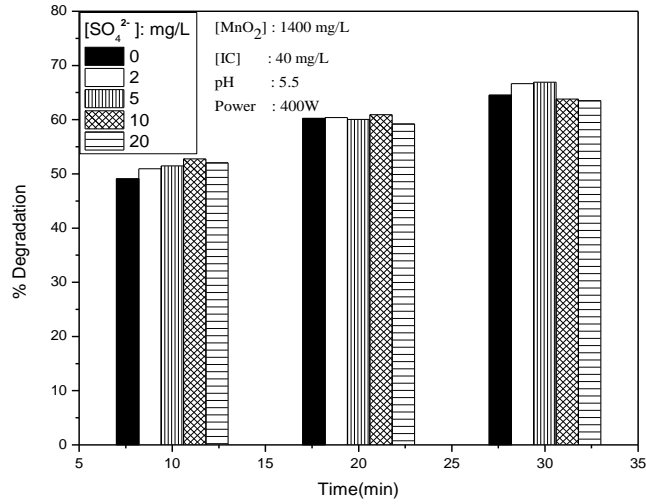 [SO₄²⁻]: mg/L
0
2
5
10
20
[MnO₂] : 1400 mg/L
[IC] : 40 mg/L
pH : 5.5
Power : 400W
% Degradation
80
70
60
50
40
30
20
10
0
5 10 15 20 25 30 35
Time(min)